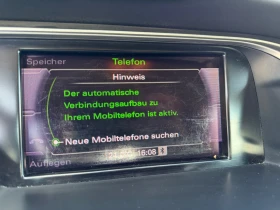 Speicher Telefon
Hinweis
Der automatische
Verbindungsaufbau zu
Ihrem Mobiltelefon ist aktiv.
Neue Mobiltelefone suchen
Auflegen 16:08